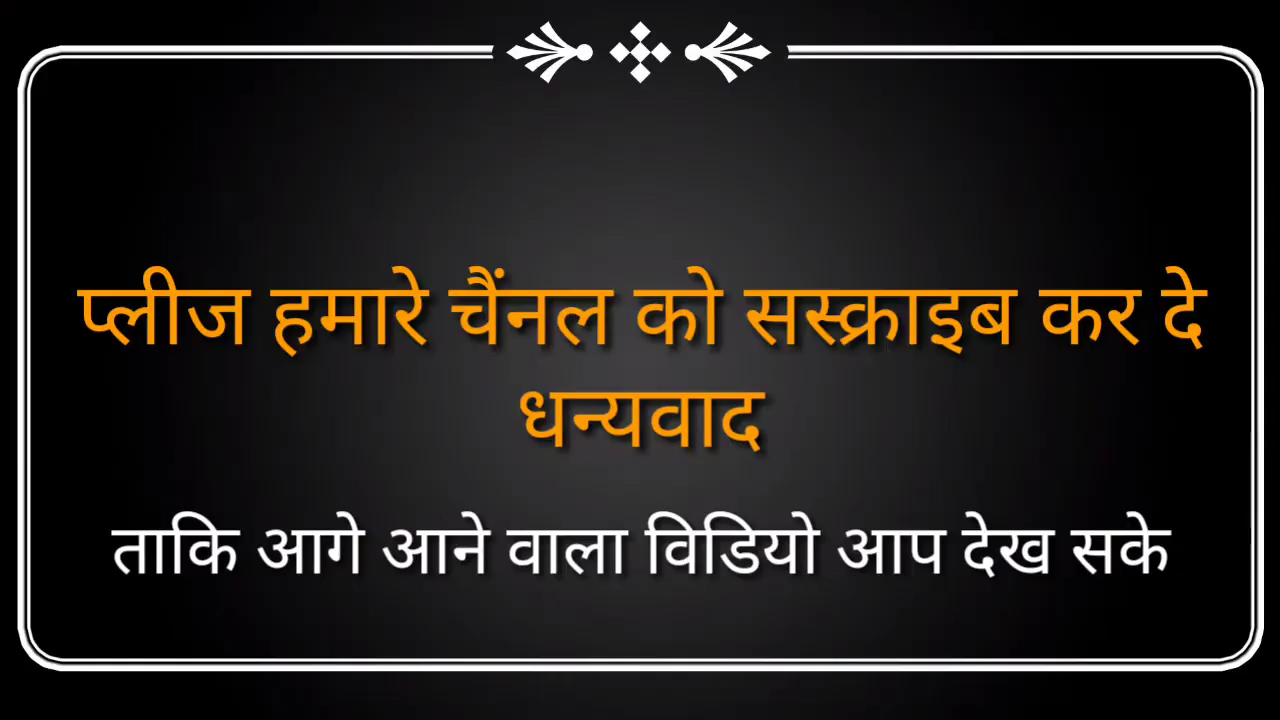 प्लीज हमारे चैंनल को सस्क्राइब कर दे
धन्यवाद
ताकि आगे आने वाला विडियो आप देख सके